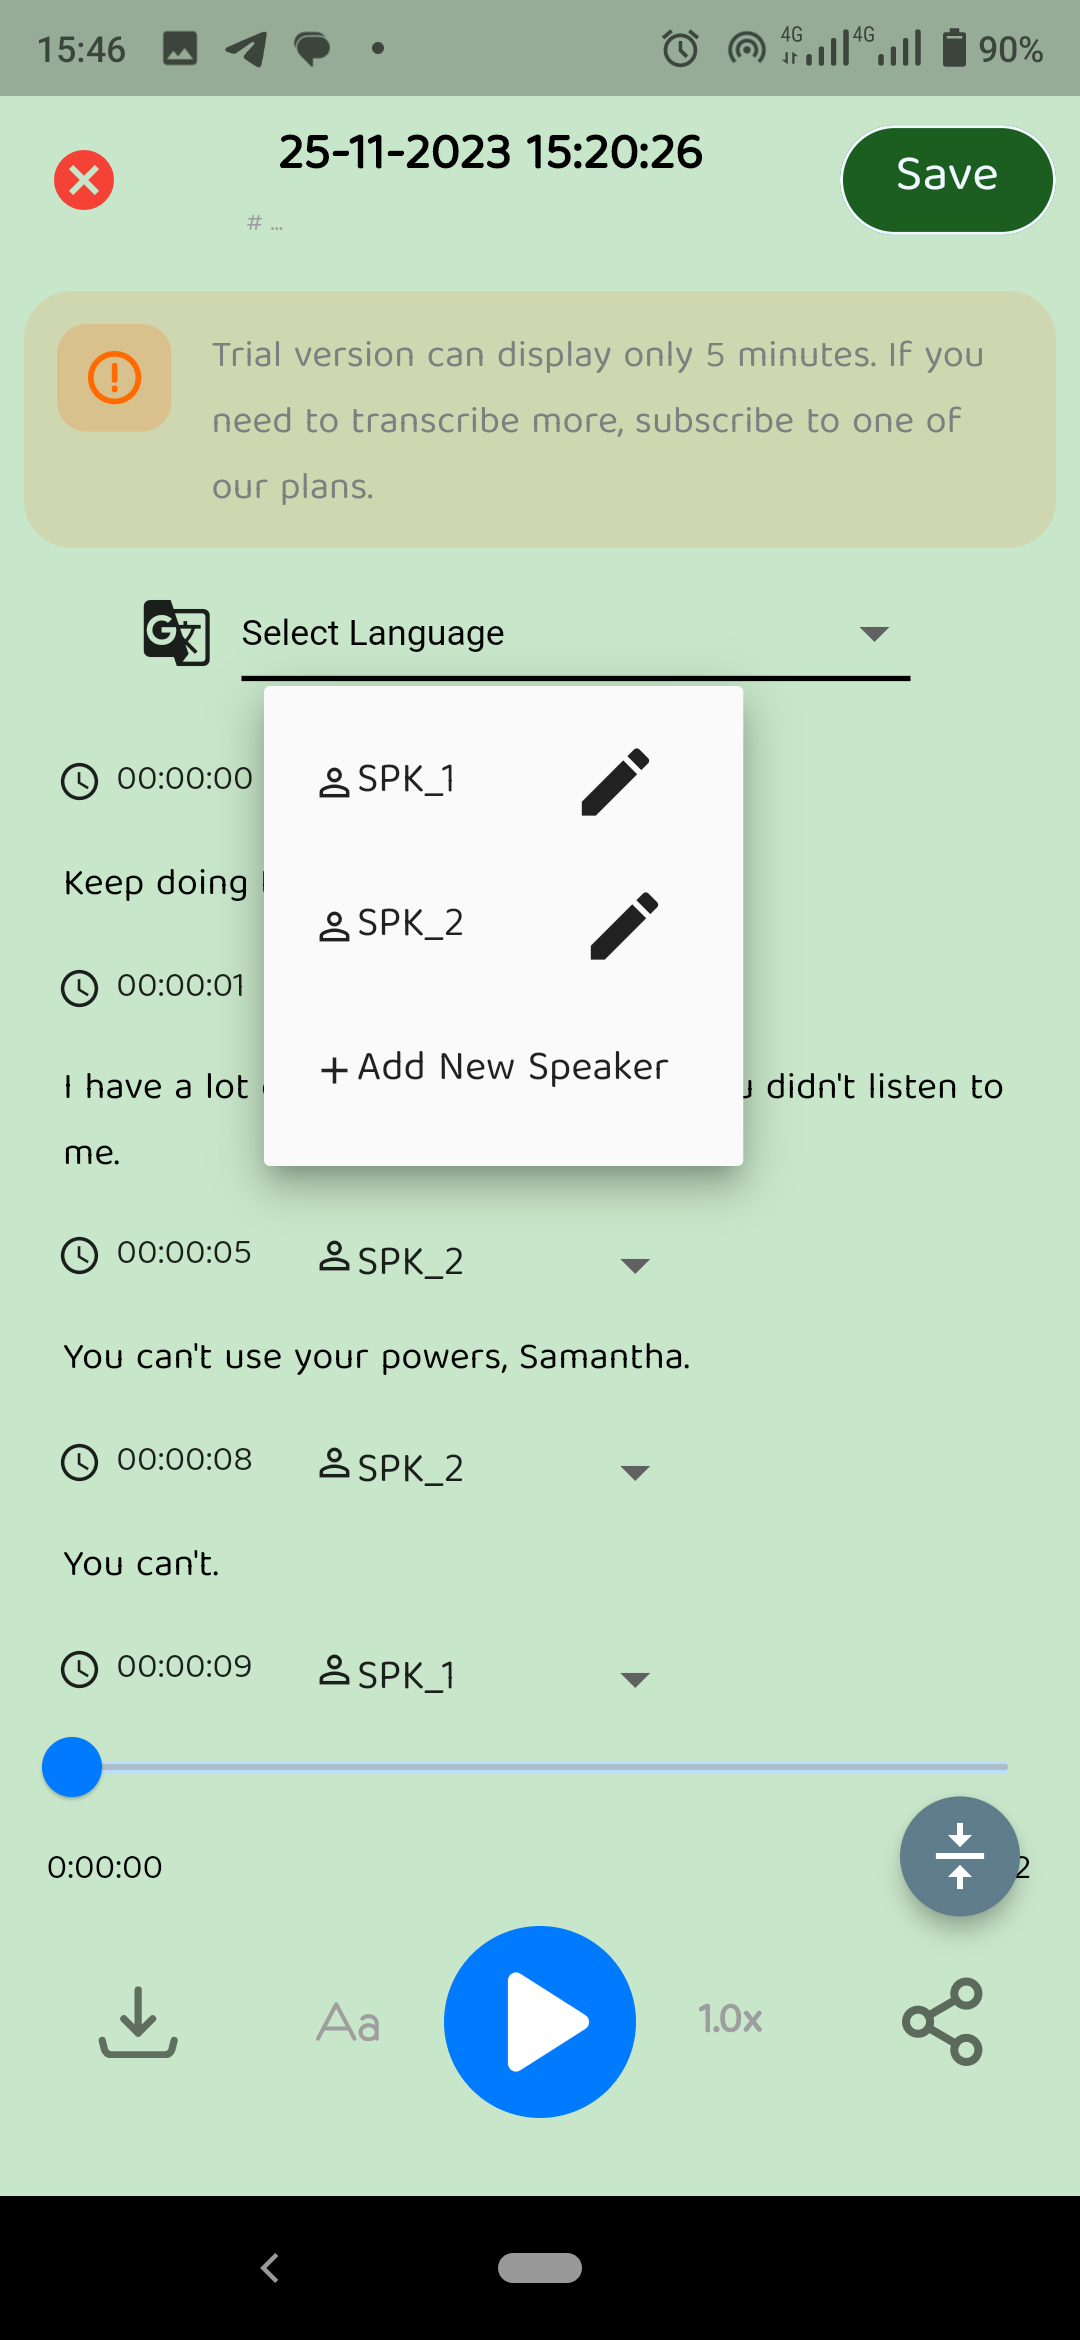 15:46
4G 4G 90%
25-11-2023 15:20:26
Save
# ...
Trial version can display only 5 minutes. If you
need to transcribe more, subscribe to one of
our plans.
Select Language
00:00:00
SPK_1
Keep doing
SPK_2
00:00:01
+ Add New Speaker
I have a lot didn't listen to
me.
00:00:05 SPK_2
You can't use your powers, Samantha.
00:00:08 SPK_2
You can't.
00:00:09 SPK_1
0:00:00 2
Aa 1.0x